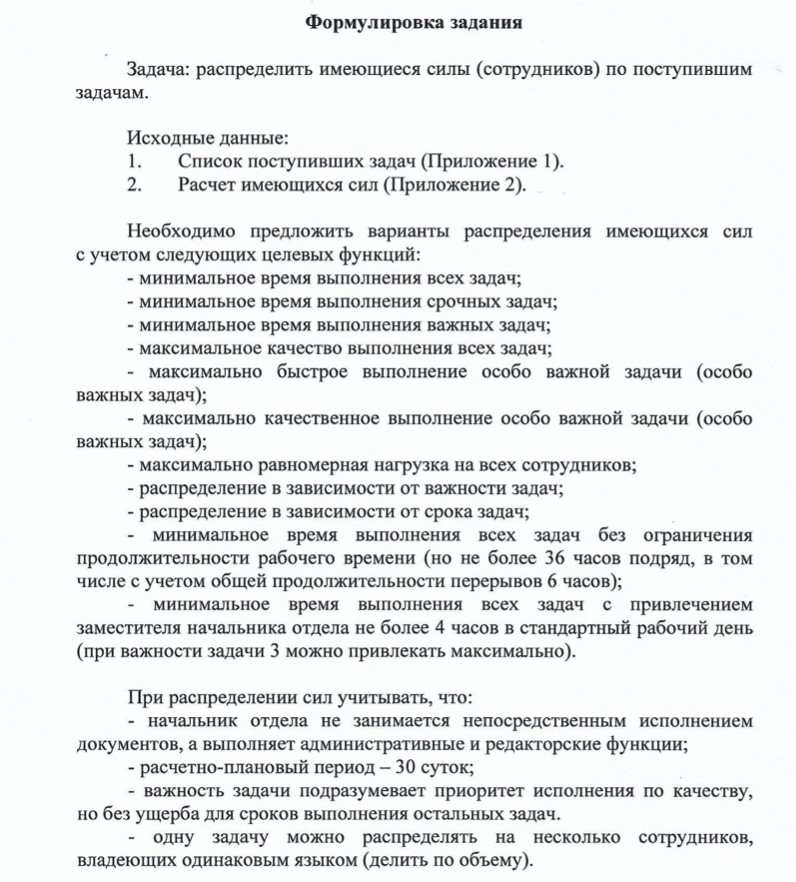 Формулировка задания
Задача: распределить имеющиеся силы (сотрудников) по поступившим
задачам.
Исходные данные:
1. Список поступивших задач (Приложение 1).
2. Расчет имеющихся сил (Приложение 2).
Необходимо предложить варианты распределения имеющихся сил
с учетом следующих целевых функций:
- минимальное время выполнения всех задач;
- минимальное время выполнения срочных задач;
- минимальное время выполнения важных задач;
- максимальное качество выполнения всех задач;
- максимально быстрое выполнение особо важной задачи (особо
важных задач);
- максимально качественное выполнение особо важной задачи (особо
важных задач);
- максимально равномерная нагрузка на всех сотрудников;
- распределение в зависимости от важности задач;
- распределение в зависимости от срока задач;
- минимальное время выполнения всех задач без ограничения
продолжительности рабочего времени (но не более 36 часов подряд, в том
числе с учетом общей продолжительности перерывов 6 часов);
- минимальное время выполнения всех задач с привлечением
заместителя начальника отдела не более 4 часов в стандартный рабочий день
(при важности задачи 3 можно привлекать максимально).
При распределении сил учитывать, что:
- начальник отдела не занимается непосредственным исполнением
документов, а выполняет административные и редакторские функции;
- расчетно-плановый период – 30 суток;
- важность задачи подразумевает приоритет исполнения по качеству,
но без ущерба для сроков выполнения остальных задач.
- одну задачу можно распределять на несколько сотрудников,
владеющих одинаковым языком (делить по объему).